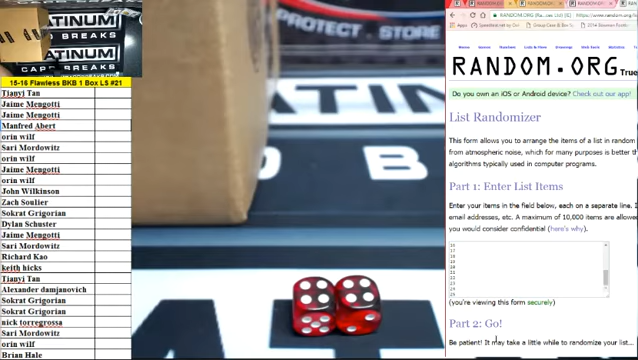 LATINUM
BREAK
LATINUM
CARD BREAKS
15-16 Flawless BKB 1 Box LS #21
Tianyi Tan
Jaime Mengotti
Jaime Mengotti
Manfred Abert
orin wilf
Sari Mordowitz
orin wilf
Jaime Mengotti
orin wilf
John Wilkinson
Zach Soulier
Sokrat Grigorian
Dylan Schuster
Jaime Mengotti
Sari Mordowitz
Richard Kao
keith hicks
Tianyi Tan
Alexander damjanovich
Sokrat Grigorian
Sokrat Grigorian
nick torregrossa
Sari Mordowitz
orin wilf
Brian Hale
PROTECT · STORE
B
RANDOM.ORG
True
Do you own an iOS or Android device? Check out our app!
List Randomizer
This form allows you to arrange the items of a list in random
from atmospheric noise, which for many purposes is better th
algorithms typically used in computer programs.
Part 1: Enter List Items
Enter your items in the field below, each on a separate line. I
email addresses, etc. A maximum of 10,000 items are allowe
you would consider confidential (here's why).
(you're viewing this form securely)
Part 2: Go!
Be patient! It may take a little while to randomize your list...